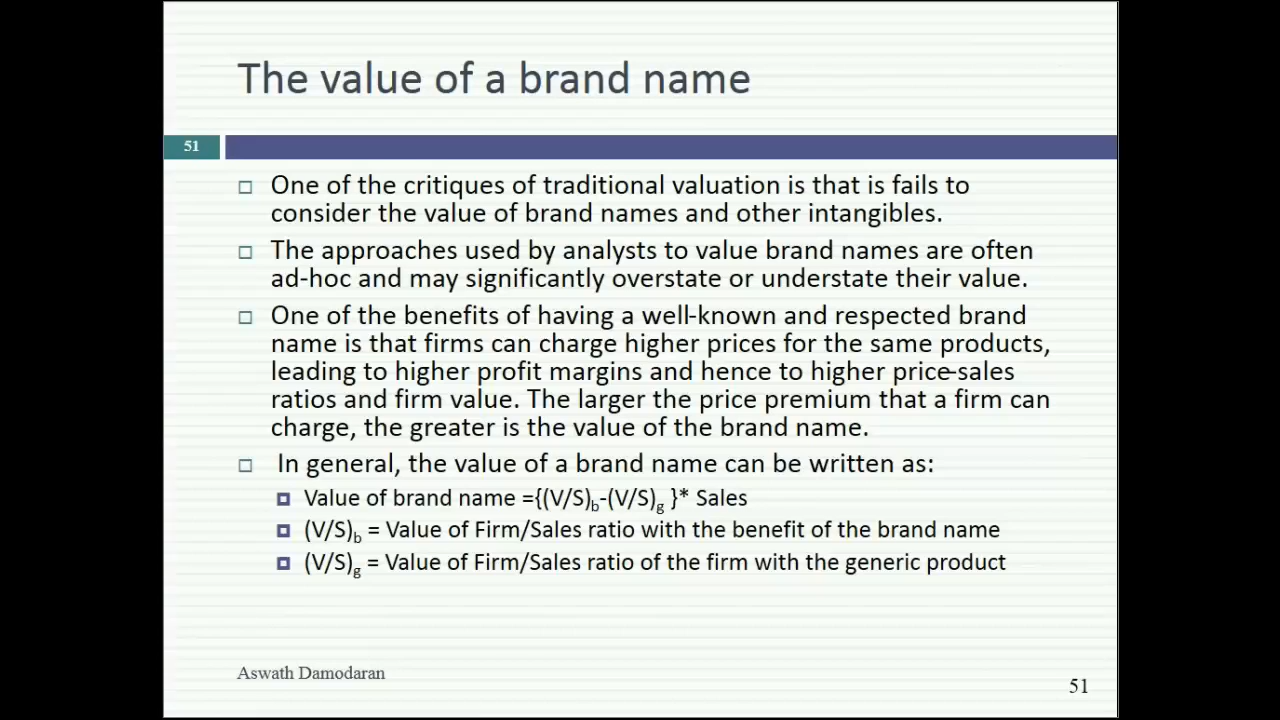 The value of a brand name
51
One of the critiques of traditional valuation is that is fails to
consider the value of brand names and other intangibles.
The approaches used by analysts to value brand names are often
ad-hoc and may significantly overstate or understate their value.
One of the benefits of having a well-known and respected brand
name is that firms can charge higher prices for the same products,
leading to higher profit margins and hence to higher price-sales
ratios and firm value. The larger the price premium that a firm can
charge, the greater is the value of the brand name.
In general, the value of a brand name can be written as:
Value of brand name ={(V/S)b-(V/S)g }* Sales
(V/S)b = Value of Firm/Sales ratio with the benefit of the brand name
(V/S)g = Value of Firm/Sales ratio of the firm with the generic product
Aswath Damodaran
51